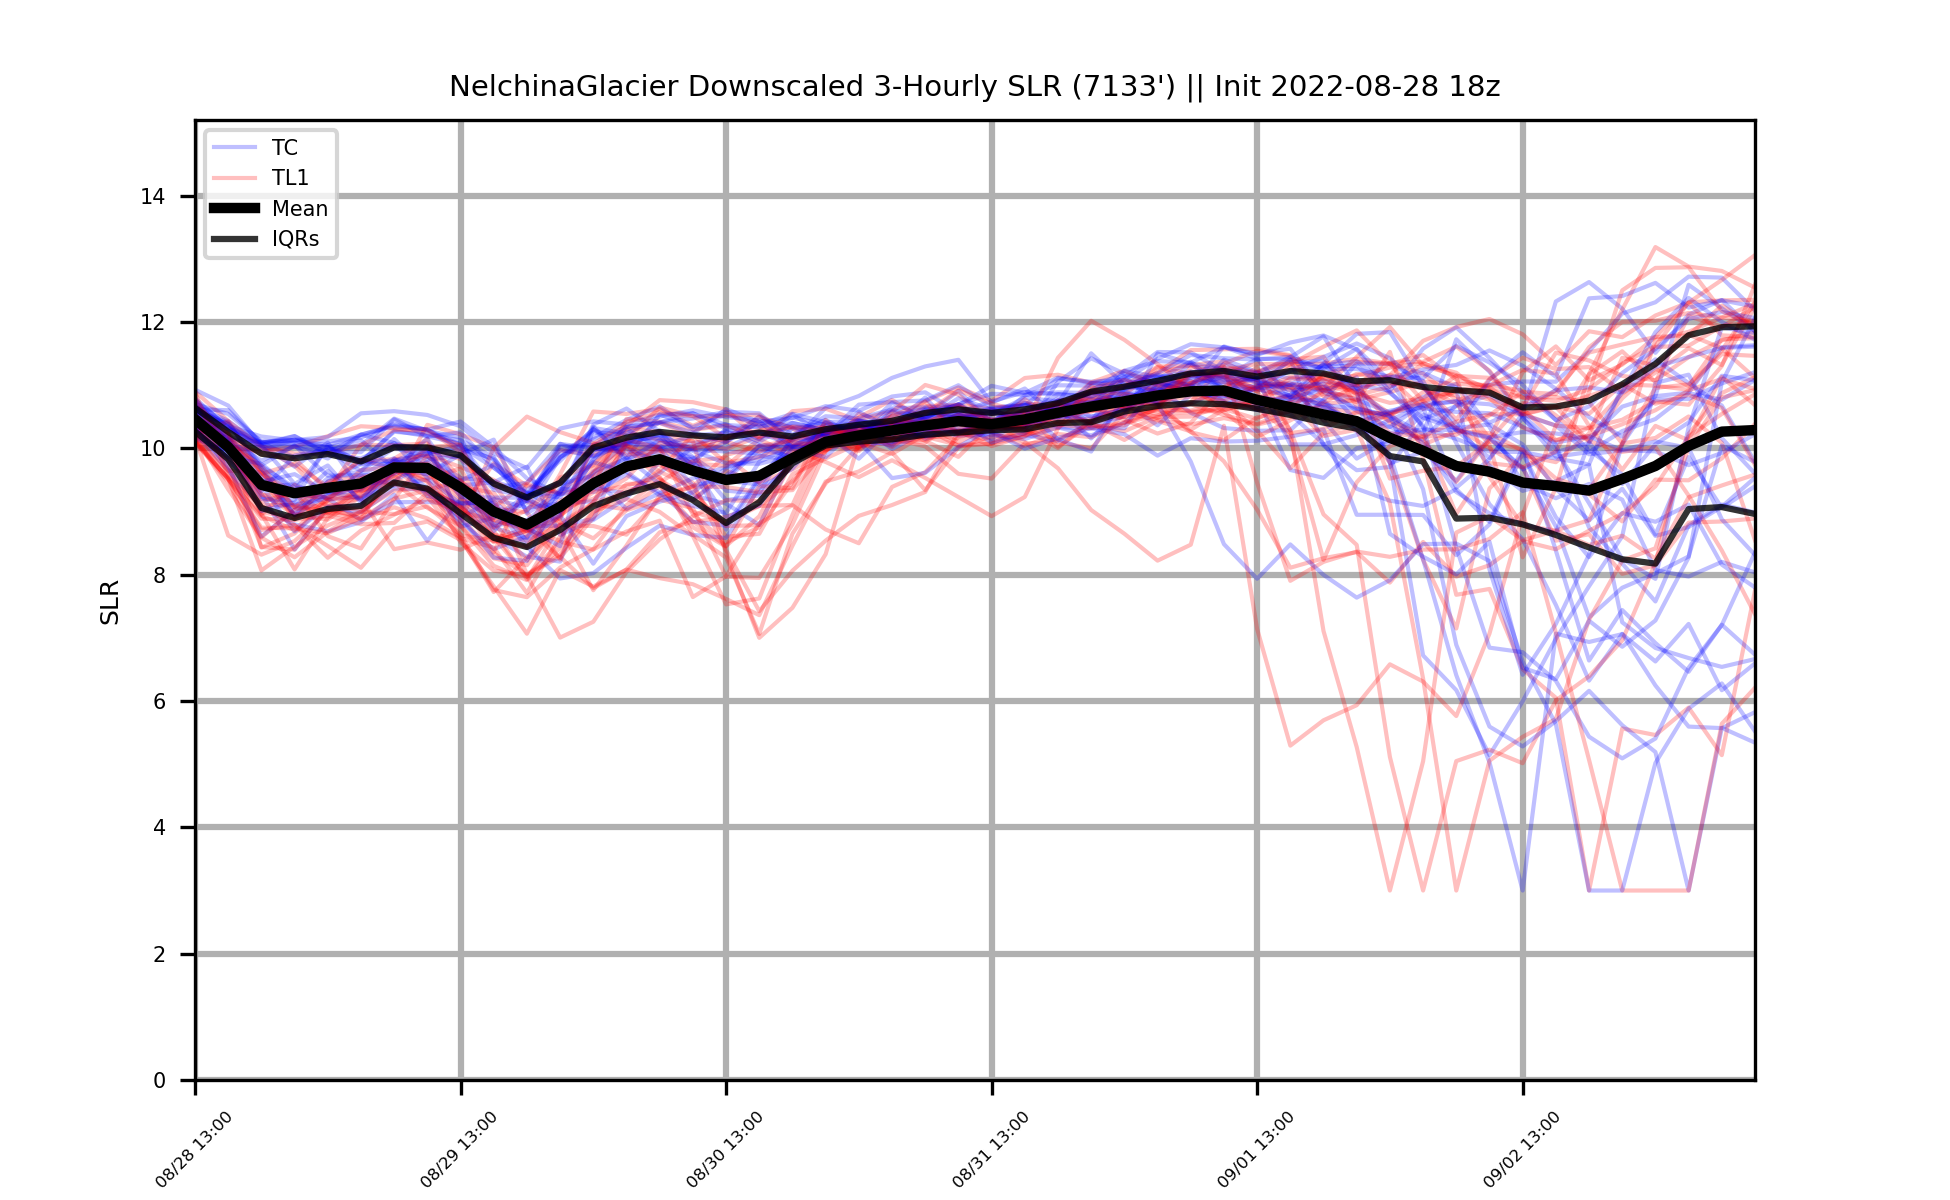 NelchinaGlacier Downscaled 3-Hourly SLR (7133') || Init 2022-08-28 18z
TC
TL1
Mean
IQRs
14
12
10
8
6
4
2
0
SLR
08/28 13:00
08/29 13:00
08/30 13:00
08/31 13:00
09/01 13:00
09/02 13:00